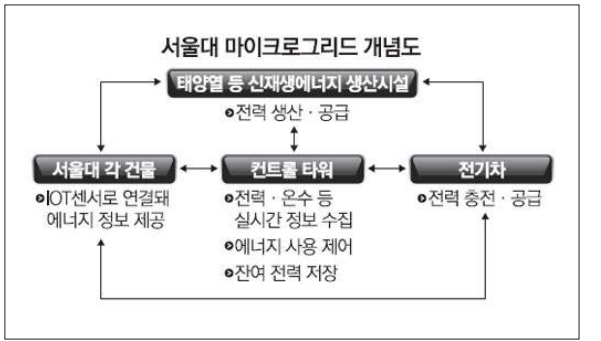 서울대 마이크로그리드 개념도
태양열 등 신재생에너지 생산시설
전력 생산 · 공급
서울대 각 건물
IOT센서로 연결돼
에너지 정보 제공
컨트롤 타워
전력 · 온수 등
실시간 정보 수집
에너지 사용 제어
잔여 전력 저장
전기차
전력 충전 · 공급